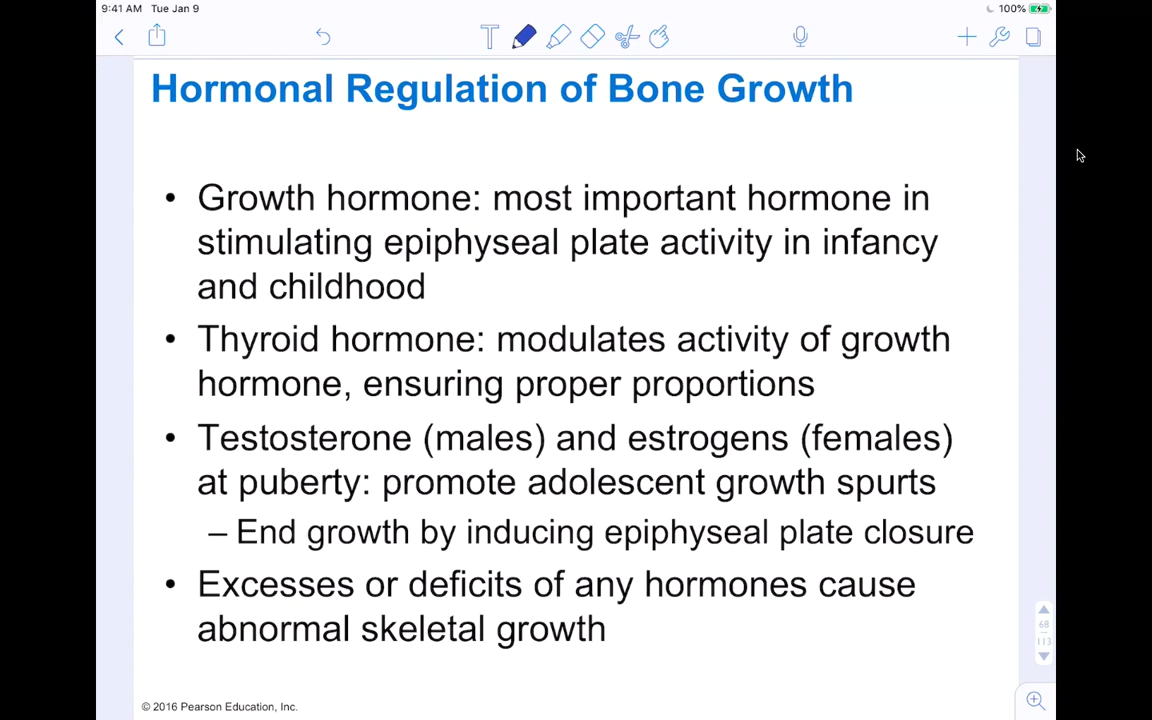 9:41 AM Tue Jan 9
100%
Hormonal Regulation of Bone Growth
• Growth hormone: most important hormone in
stimulating epiphyseal plate activity in infancy
and childhood
• Thyroid hormone: modulates activity of growth
hormone, ensuring proper proportions
• Testosterone (males) and estrogens (females)
at puberty: promote adolescent growth spurts
– End growth by inducing epiphyseal plate closure
• Excesses or deficits of any hormones cause
abnormal skeletal growth
68
113
© 2016 Pearson Education, Inc.